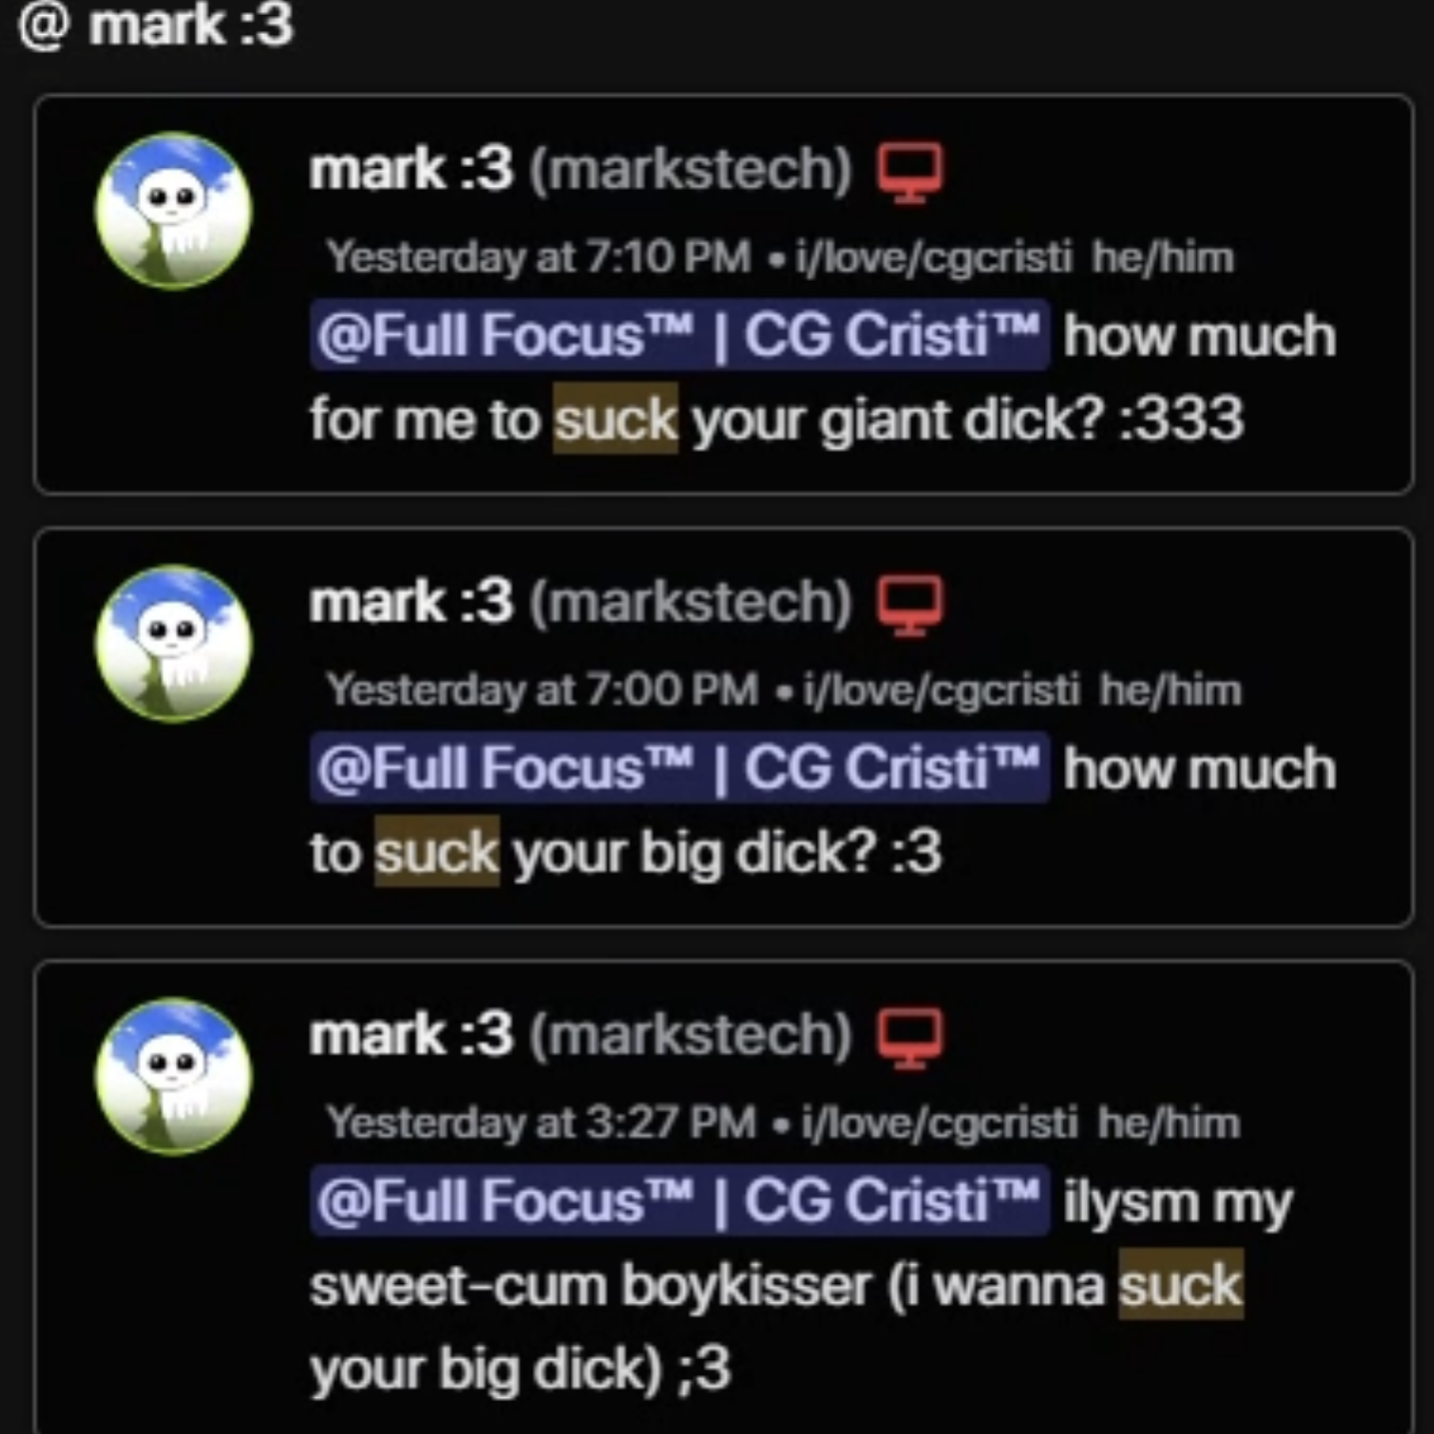 @ mark :3
mark :3 (markstech)
Yesterday at 7:10 PM • i/love/cgcristi he/him
@Full Focus™ | CG Cristi™ how much
for me to suck your giant dick? :333
mark :3 (markstech)
Yesterday at 7:00 PM • i/love/cgcristi he/him
@Full Focus™ | CG Cristi™ how much
to suck your big dick? :3
mark :3 (markstech)
Yesterday at 3:27 PM • i/love/cgcristi he/him
@Full Focus™ | CG Cristi™ ilysm my
sweet-cum boykisser (i wanna suck
your big dick) ;3